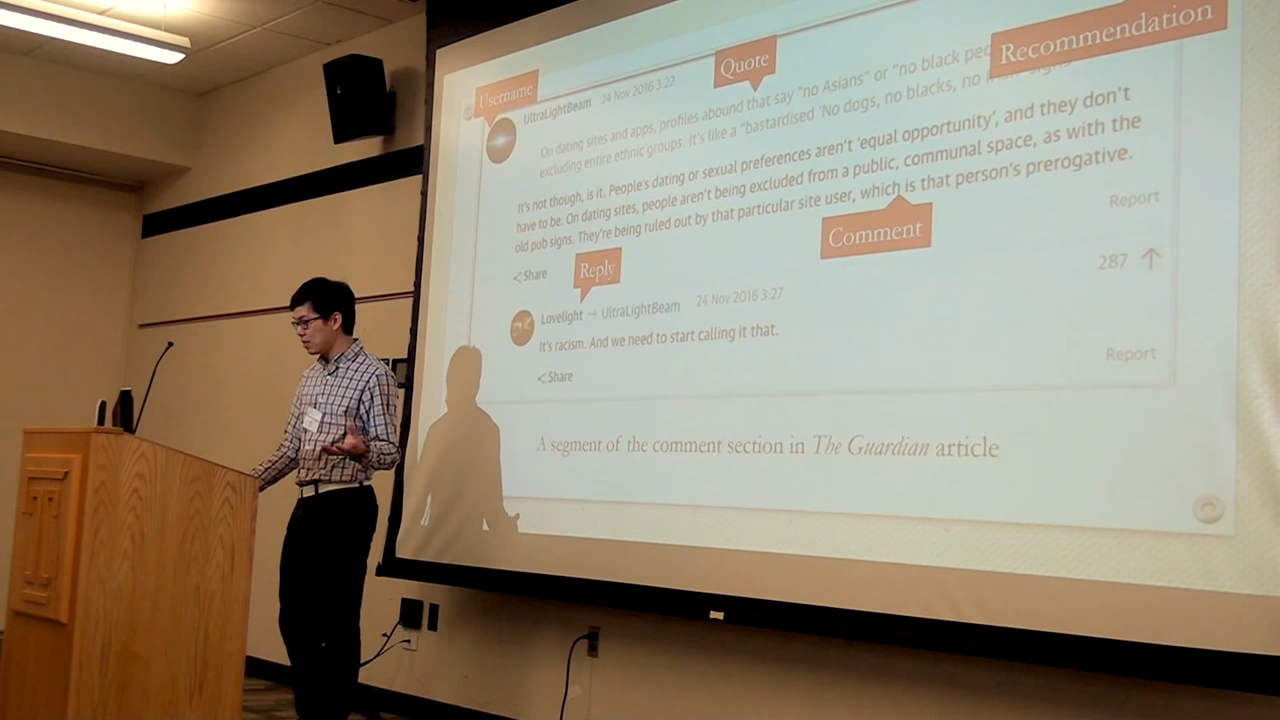 Recommendation
Quote
Username
UltraLightBeam 24 Nov 2016 3:22
On dating sites and apps, profiles abound that say "no Asians" or "no black
excluding entire ethnic groups. It's like a "bastardised 'No dogs, no blacks, no
It's not though, is it. People's dating or sexual preferences aren't 'equal opportunity', and they don't
have to be. On dating sites, people aren't being excluded from a public, communal space, as with the
old pub signs. They're being ruled out by that particular site user, which is that person's prerogative.
Comment
Share
Report
287
Reply
Lovelight → UltraLightBeam 24 Nov 2016 3:27
It's racism. And we need to start calling it that.
Share
Report
A segment of the comment section in The Guardian article